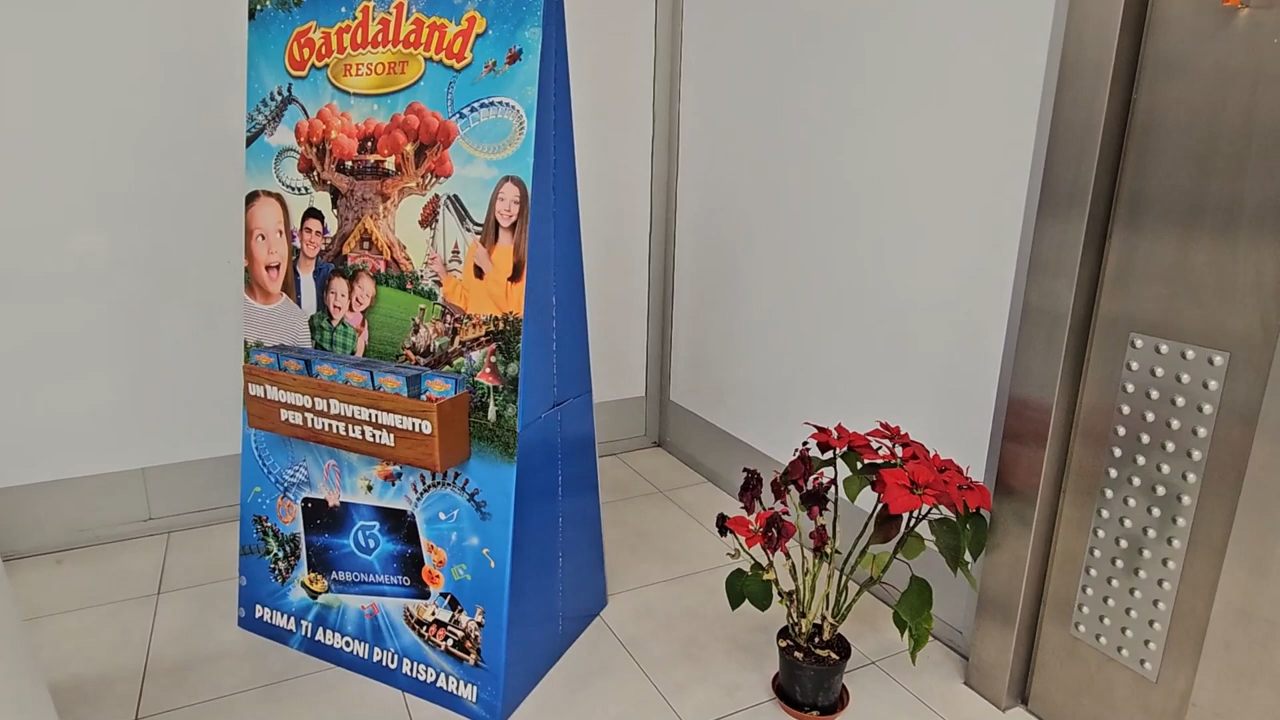 Gardaland
RESORT
UN MONDO DI DIVERTIMENTO
PER TUTTE LE ETÀ!
G
ABBONAMENTO
PRIMA TI ABBONI PIÙ RISPARMI